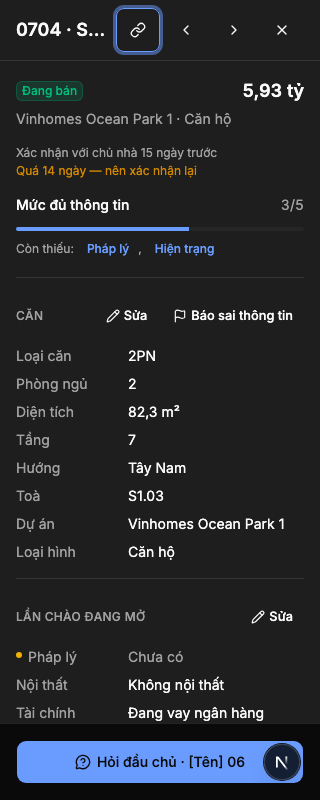 0704 · S...
Đang bán
5,93 tỷ
Vinhomes Ocean Park 1 · Căn hộ
Xác nhận với chủ nhà 15 ngày trước
Quá 14 ngày — nên xác nhận lại
Mức đủ thông tin 3/5
Còn thiếu: Pháp lý , Hiện trạng
CĂN Sửa Báo sai thông tin
Loại căn 2PN
Phòng ngủ 2
Diện tích 82,3 m²
Tầng 7
Hướng Tây Nam
Toà S1.03
Dự án Vinhomes Ocean Park 1
Loại hình Căn hộ
LẦN CHÀO ĐANG MỞ Sửa
Pháp lý Chưa có
Nội thất Không nội thất
Tài chính Đang vay ngân hàng
Hỏi đầu chủ · [Tên] 06 N